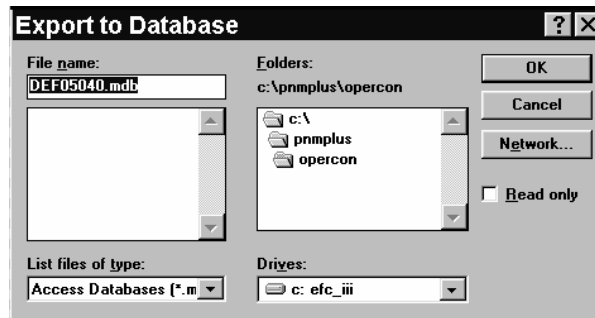 Export to Database
File name:
DEF05040.mdb
Folders:
c:\pnmplus\opercon
c:\
pnmplus
opercon
OK
Cancel
Network...
Read only
List files of type:
Access Databases (*.m
Drives:
c: efc_iii